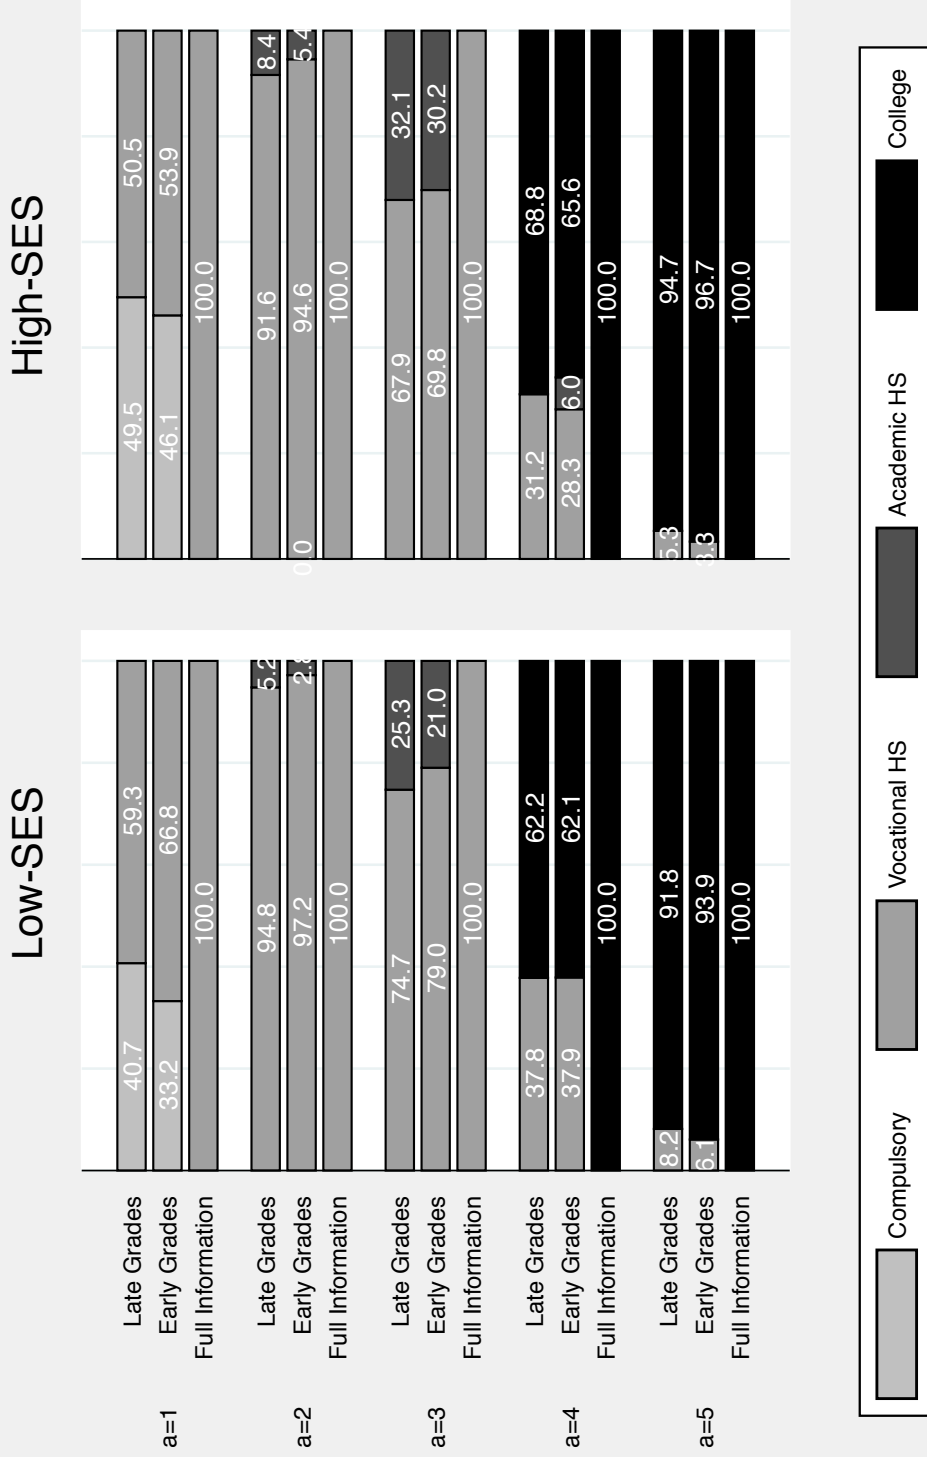 Low-SES
High-SES
a=1
Late Grades
40.7
59.3
49.5
50.5
Early Grades
33.2
66.8
46.1
53.9
Full Information
100.0
100.0
a=2
Late Grades
94.8
5.2
91.6
8.4
Early Grades
97.2
0.0
94.6
5.4
Full Information
100.0
100.0
a=3
Late Grades
74.7
25.3
67.9
32.1
Early Grades
79.0
21.0
69.8
30.2
Full Information
100.0
100.0
a=4
Late Grades
37.8
62.2
31.2
68.8
Early Grades
37.9
62.1
28.3
6.0
65.6
Full Information
100.0
100.0
a=5
Late Grades
8.2
91.8
5.3
94.7
Early Grades
6.1
93.9
3.3
96.7
Full Information
100.0
100.0
Compulsory
Vocational HS
Academic HS
College